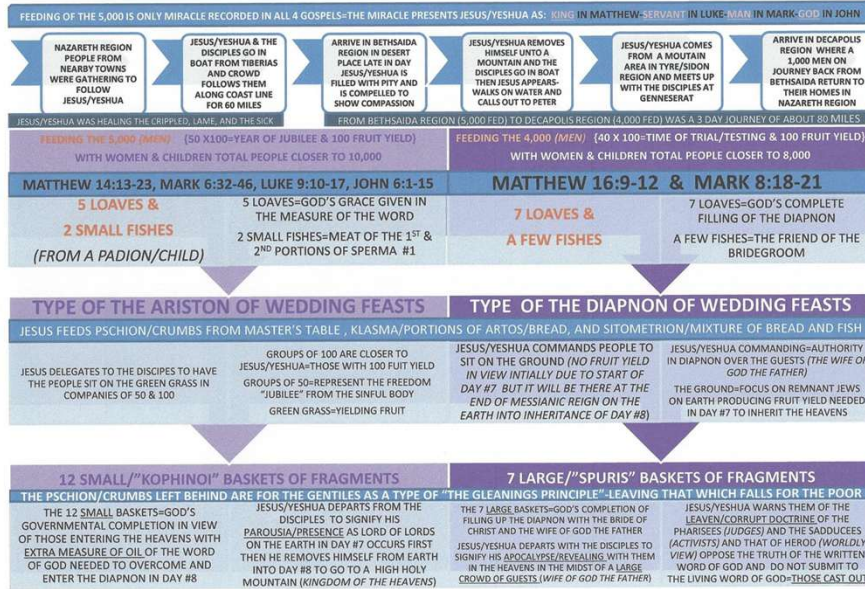 FEEDING OF THE 5,000 IS ONLY MIRACLE RECORDED IN ALL 4 GOSPELS=THE MIRACLE PRESENTS JESUS/YESHUA AS: KING IN MATTHEW-SERVANT IN LUKE-MAN IN MARK-GOD IN JOHN
NAZARETH REGION
PEOPLE FROM
NEARBY TOWNS
WERE GATHERING TO
FOLLOW
JESUS/YESHUA
JESUS/YESHUA & THE
DISCIPLES GO IN
BOAT FROM TIBERIAS
AND CROWD
FOLLOWS THEM
ALONG COAST LINE
FOR 60 MILES
ARRIVE IN BETHSAIDA
REGION IN DESERT
PLACE LATE IN DAY
JESUS/YESHUA IS
FILLED WITH PITY AND
IS COMPELLED TO
SHOW COMPASSION
JESUS/YESHUA REMOVES
HIMSELF UNTO A
MOUNTAIN AND THE
DISCIPLES GO IN BOAT
THEN JESUS APPEARS-
WALKS ON WATER AND
CALLS OUT TO PETER
JESUS/YESHUA COMES
FROM A MOUTAIN
AREA IN TYRE/SIDON
REGION AND MEETS UP
WITH THE DISCIPLES AT
GENNESERAT
ARRIVE IN DECAPOLIS
REGION WHERE A
1,000 MEN ON
JOURNEY BACK FROM
BETHSAIDA RETURN TO
THEIR HOMES IN
NAZARETH REGION
JESUS/YESHUA WAS HEALING THE CRIPPLED, LAME, AND THE SICK
FROM BETHSAIDA REGION (5,000 FED) TO DECAPOLIS REGION (4,000 FED) WAS A 3 DAY JOURNEY OF ABOUT 80 MILES
FEEDING THE 5,000 (MEN) {50 X100=YEAR OF JUBILEE & 100 FRUIT YIELD}
WITH WOMEN & CHILDREN TOTAL PEOPLE CLOSER TO 10,000
FEEDING THE 4,000 (MEN) {40 X 100=TIME OF TRIAL/TESTING & 100 FRUIT YIELD}
WITH WOMEN & CHILDREN TOTAL PEOPLE CLOSER TO 8,000
MATTHEW 14:13-23, MARK 6:32-46, LUKE 9:10-17, JOHN 6:1-15
MATTHEW 16:9-12 & MARK 8:18-21
5 LOAVES &
2 SMALL FISHES
(FROM A PADION/CHILD)
5 LOAVES=GOD'S GRACE GIVEN IN
THE MEASURE OF THE WORD
2 SMALL FISHES=MEAT OF THE 1ST &
2ND PORTIONS OF SPERMA #1
7 LOAVES &
A FEW FISHES
7 LOAVES=GOD'S COMPLETE
FILLING OF THE DIAPNON
A FEW FISHES=THE FRIEND OF THE
BRIDEGROOM
TYPE OF THE ARISTON OF WEDDING FEASTS
TYPE OF THE DIAPNON OF WEDDING FEASTS
JESUS FEEDS PSCHION/CRUMBS FROM MASTER'S TABLE , KLASMA/PORTIONS OF ARTOS/BREAD, AND SITOMETRION/MIXTURE OF BREAD AND FISH
JESUS DELEGATES TO THE DISCIPES TO HAVE
THE PEOPLE SIT ON THE GREEN GRASS IN
COMPANIES OF 50 & 100
GROUPS OF 100 ARE CLOSER TO
JESUS/YESHUA=THOSE WITH 100 FUIT YIELD
GROUPS OF 50=REPRESENT THE FREEDOM
"JUBILEE" FROM THE SINFUL BODY
GREEN GRASS=YIELDING FRUIT
JESUS/YESHUA COMMANDS PEOPLE TO
SIT ON THE GROUND (NO FRUIT YIELD
IN VIEW INTIALLY DUE TO START OF
DAY #7 BUT IT WILL BE THERE AT THE
END OF MESSIANIC REIGN ON THE
EARTH INTO INHERITANCE OF DAY #8)
JESUS/YESHUA COMMANDING=AUTHORITY
IN DIAPNON OVER THE GUESTS (THE WIFE OF
GOD THE FATHER)
THE GROUND=FOCUS ON REMNANT JEWS
ON EARTH PRODUCING FRUIT YIELD NEEDED
IN DAY #7 TO INHERIT THE HEAVENS
12 SMALL/"KOPHINOI" BASKETS OF FRAGMENTS
7 LARGE/"SPURIS" BASKETS OF FRAGMENTS
THE PSCHION/CRUMBS LEFT BEHIND ARE FOR THE GENTILES AS A TYPE OF "THE GLEANINGS PRINCIPLE"-LEAVING THAT WHICH FALLS FOR THE POOR
THE 12 SMALL BASKETS=GOD'S
GOVERNMENTAL COMPLETION IN VIEW
OF THOSE ENTERING THE HEAVENS WITH
EXTRA MEASURE OF OIL OF THE WORD
OF GOD NEEDED TO OVERCOME AND
ENTER THE DIAPNON IN DAY #8
JESUS/YESHUA DEPARTS FROM THE
DISCIPLES TO SIGNIFY HIS
PAROUSIA/PRESENCE AS LORD OF LORDS
ON THE EARTH IN DAY #7 OCCURS FIRST
THEN HE REMOVES HIMSELF FROM EARTH
INTO DAY #8 TO GO TO A HIGH HOLY
MOUNTAIN (KINGDOM OF THE HEAVENS)
THE 7 LARGE BASKETS=GOD'S COMPLETION OF
FILLING UP THE DIAPNON WITH THE BRIDE OF
CHRIST AND THE WIFE OF GOD THE FATHER
JESUS/YESHUA DEPARTS WITH THE DISCIPLES TO
SIGNIFY HIS APOCALYPSE/REVEALING WITH THEM
IN THE HEAVENS IN THE MIDST OF A LARGE
CROWD OF GUESTS (WIFE OF GOD THE FATHER)
JESUS/YESHUA WARNS THEM OF THE
LEAVEN/CORRUPT DOCTRINE OF THE
PHARISEES (JUDGES) AND THE SADDUCEES
(ACTIVISTS) AND THAT OF HEROD (WORLDLY
VIEW) OPPOSE THE TRUTH OF THE WRITTEN
WORD OF GOD AND DO NOT SUBMIT TO
THE LIVING WORD OF GOD=THOSE CAST OUT